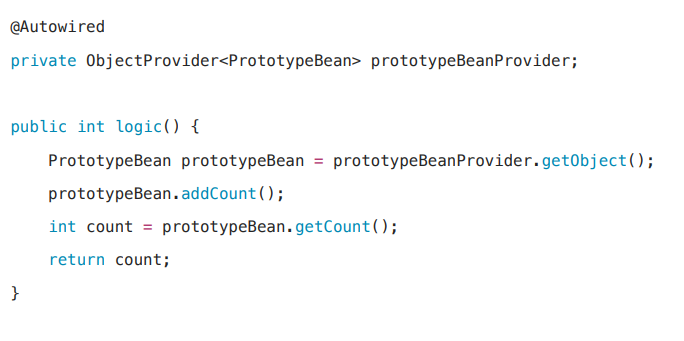 @Autowired
private ObjectProvider<PrototypeBean> prototypeBeanProvider;
public int logic() {
    PrototypeBean prototypeBean = prototypeBeanProvider.getObject();
    prototypeBean.addCount();
    int count = prototypeBean.getCount();
    return count;
}